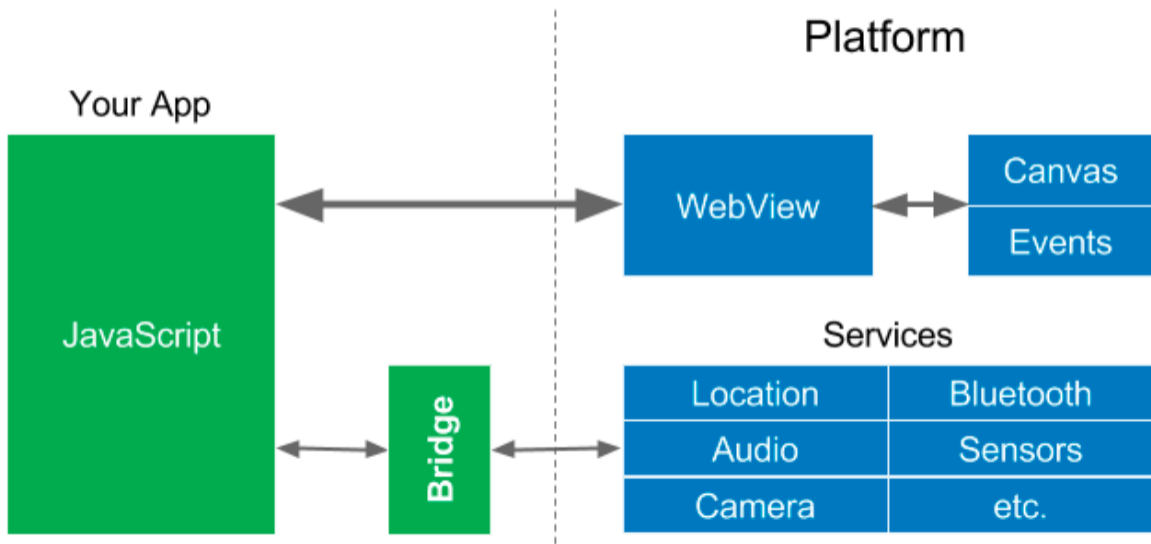 Platform
Your App
JavaScript
WebView
Canvas
Events
Bridge
Services
Location
Bluetooth
Audio
Sensors
Camera
etc.